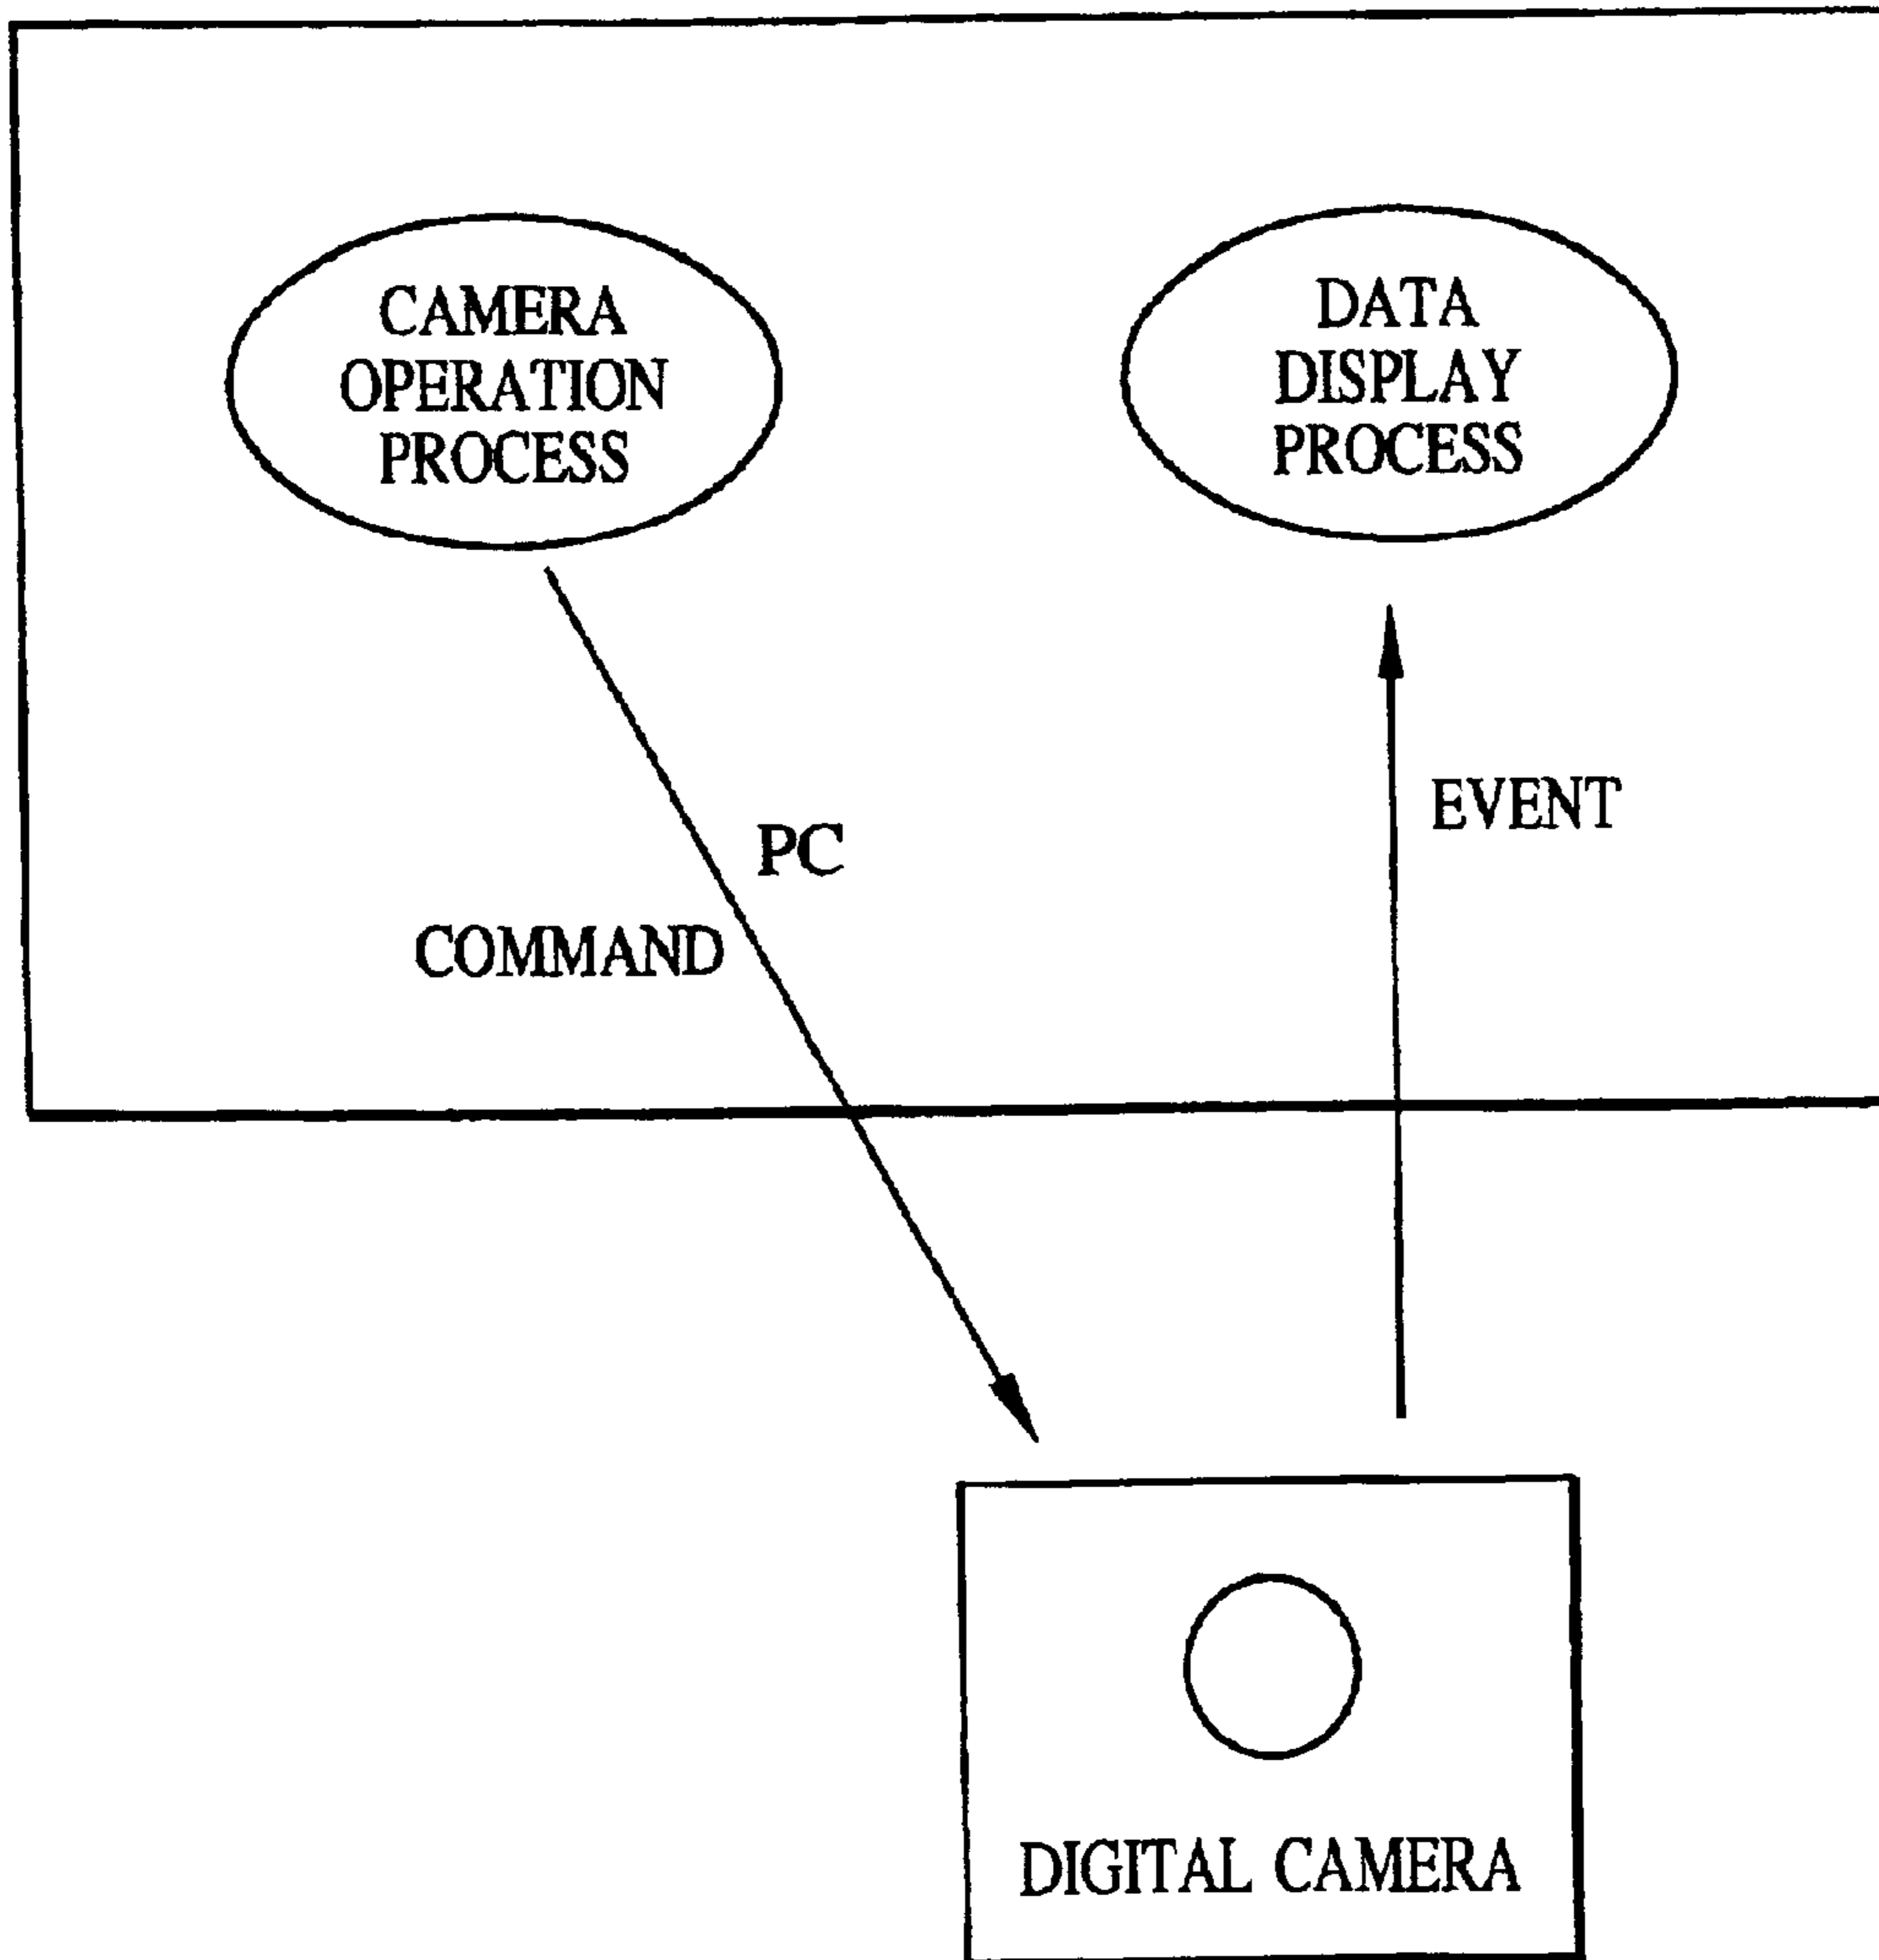 CAMERA
OPERATION
PROCESS
DATA
DISPLAY
PROCESS
EVENT
PC
COMMAND
DIGITAL CAMERA